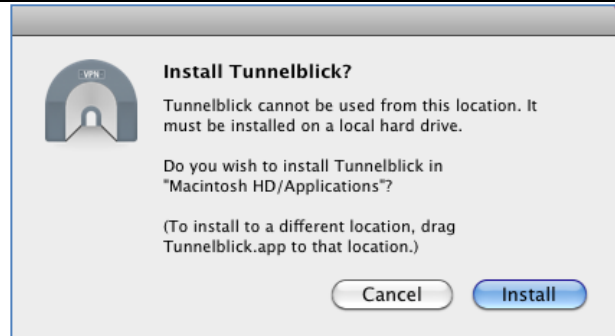 VPN
Install Tunnelblick?
Tunnelblick cannot be used from this location. It
must be installed on a local hard drive.
Do you wish to install Tunnelblick in
"Macintosh HD/Applications"?
(To install to a different location, drag
Tunnelblick.app to that location.)
Cancel Install